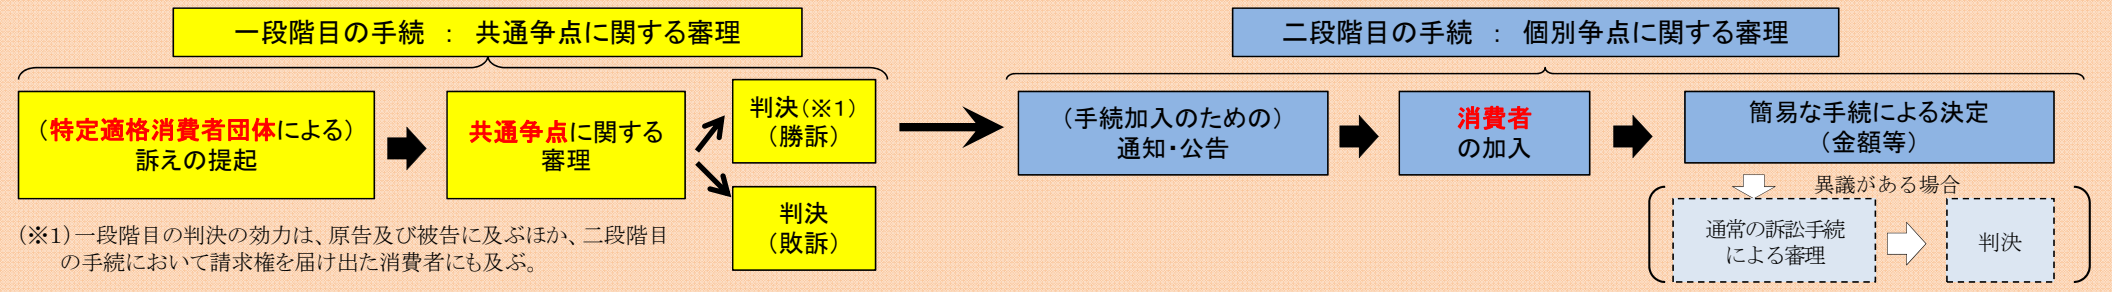 一段階目の手続 : 共通争点に関する審理
(特定適格消費者団体による)
訴えの提起
共通争点に関する
審理
判決(※1)
(勝訴)
判決
(敗訴)
(※1)一段階目の判決の効力は、原告及び被告に及ぶほか、二段階目
の手続において請求権を届け出た消費者にも及ぶ。
二段階目の手続 : 個別争点に関する審理
(手続加入のための)
通知・公告
消費者
の加入
簡易な手続による決定
(金額等)
異議がある場合
通常の訴訟手続
による審理
判決